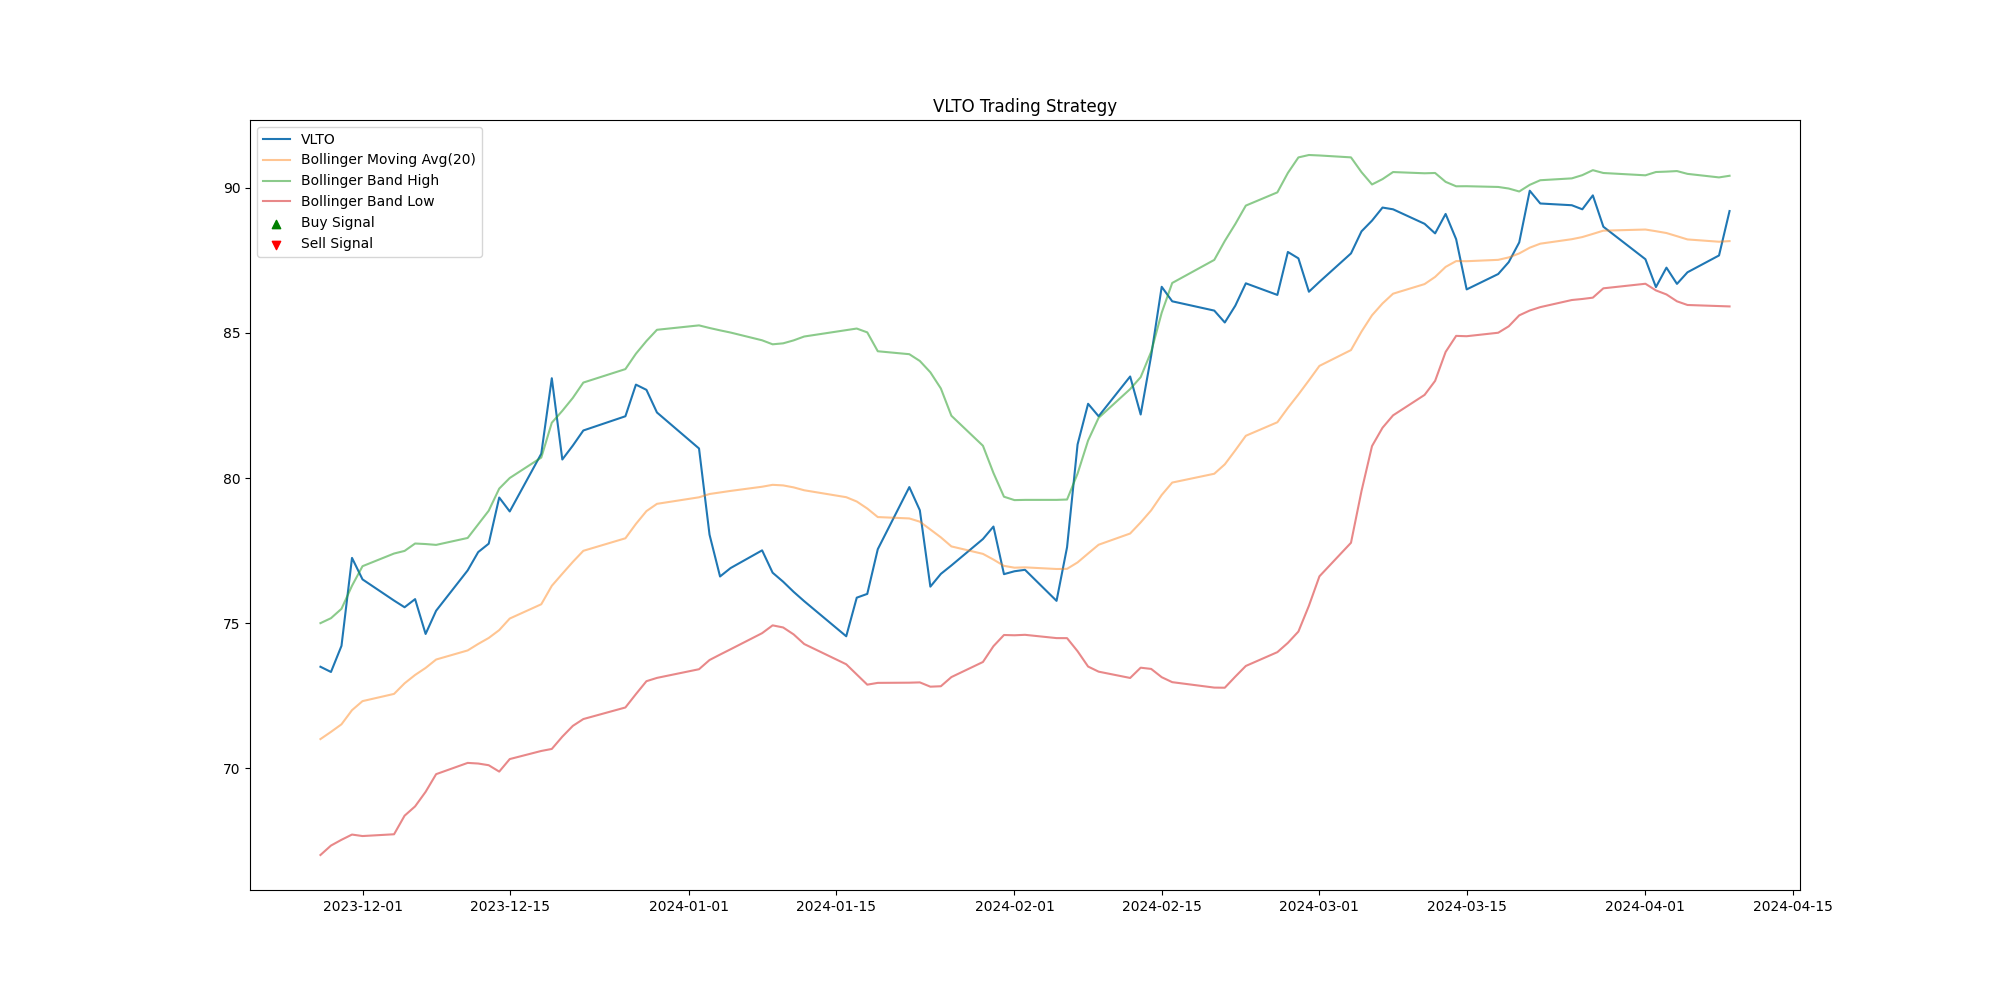 VLTO Trading Strategy
VLTO
Bollinger Moving Avg(20)
Bollinger Band High
Bollinger Band Low
Buy Signal
Sell Signal
90
85
80
75
70
2023-12-01 2023-12-15 2024-01-01 2024-01-15 2024-02-01 2024-02-15 2024-03-01 2024-03-15 2024-04-01 2024-04-15